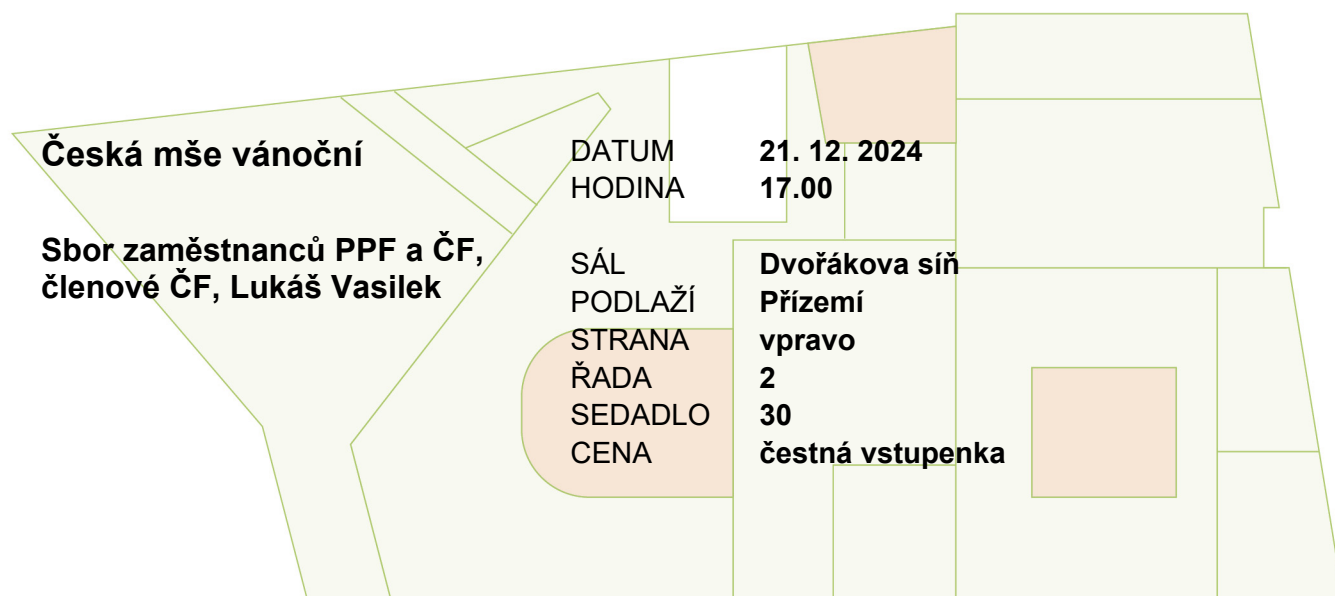 Česká mše vánoční
Sbor zaměstnanců PPF a ČF,
členové ČF, Lukáš Vasilek
DATUM 21. 12. 2024
HODINA 17.00
SÁL Dvořákova síň
PODLAŽÍ Přízemí
STRANA vpravo
ŘADA 2
SEDADLO 30
CENA čestná vstupenka